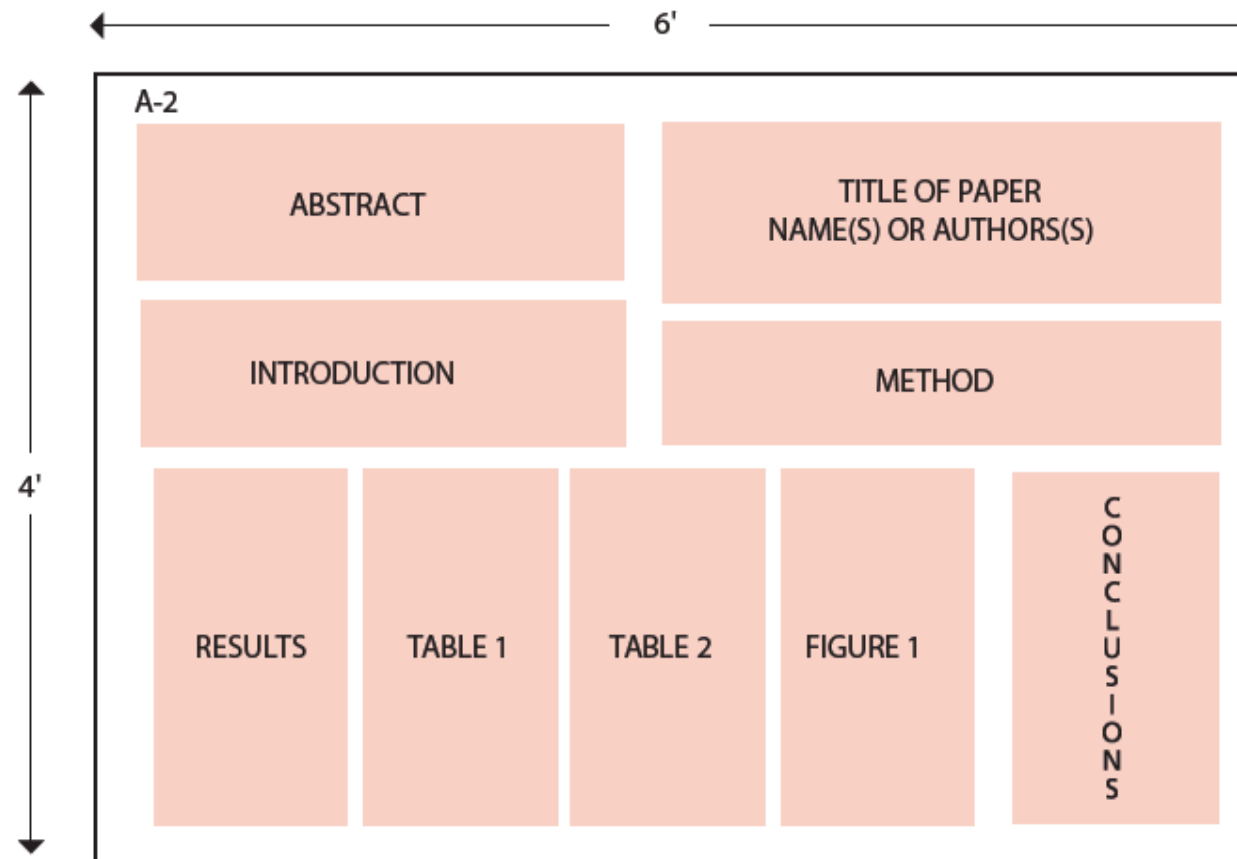 6'
A-2
ABSTRACT
TITLE OF PAPER
NAME(S) OR AUTHORS(S)
INTRODUCTION
METHOD
4'
RESULTS
TABLE 1
TABLE 2
FIGURE 1
CONCLUSIONS